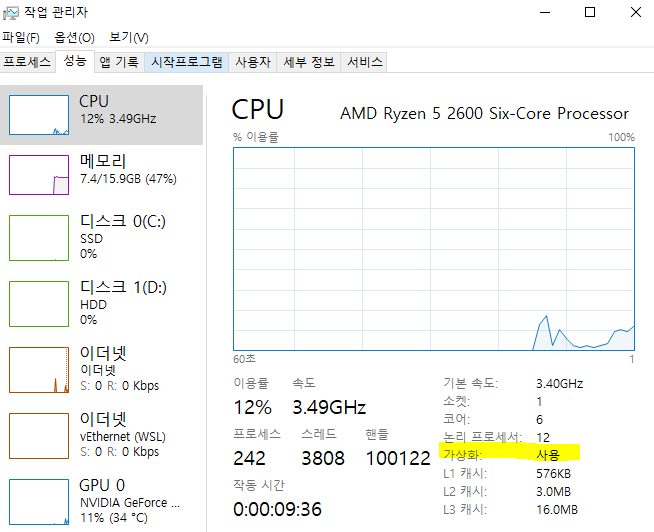 작업 관리자
파일(F) 옵션(O) 보기(V)
프로세스 성능 앱 기록 시작프로그램 사용자 세부 정보 서비스
CPU
12% 3.49GHz
메모리
7.4/15.9GB (47%)
디스크 0(C:)
SSD
0%
디스크 1(D:)
HDD
0%
이더넷
이더넷
S: 0 R: 0 Kbps
이더넷
vEthernet (WSL)
S: 0 R: 0 Kbps
GPU 0
NVIDIA GeForce ...
11% (34 °C)
CPU AMD Ryzen 5 2600 Six-Core Processor
% 이용률 100%
60초 1
이용률 속도
12% 3.49GHz
프로세스 스레드 핸들
242 3808 100122
작동 시간
0:00:09:36
기본 속도: 3.40GHz
소켓: 1
코어: 6
논리 프로세서: 12
가상화: 사용
L1 캐시: 576KB
L2 캐시: 3.0MB
L3 캐시: 16.0MB